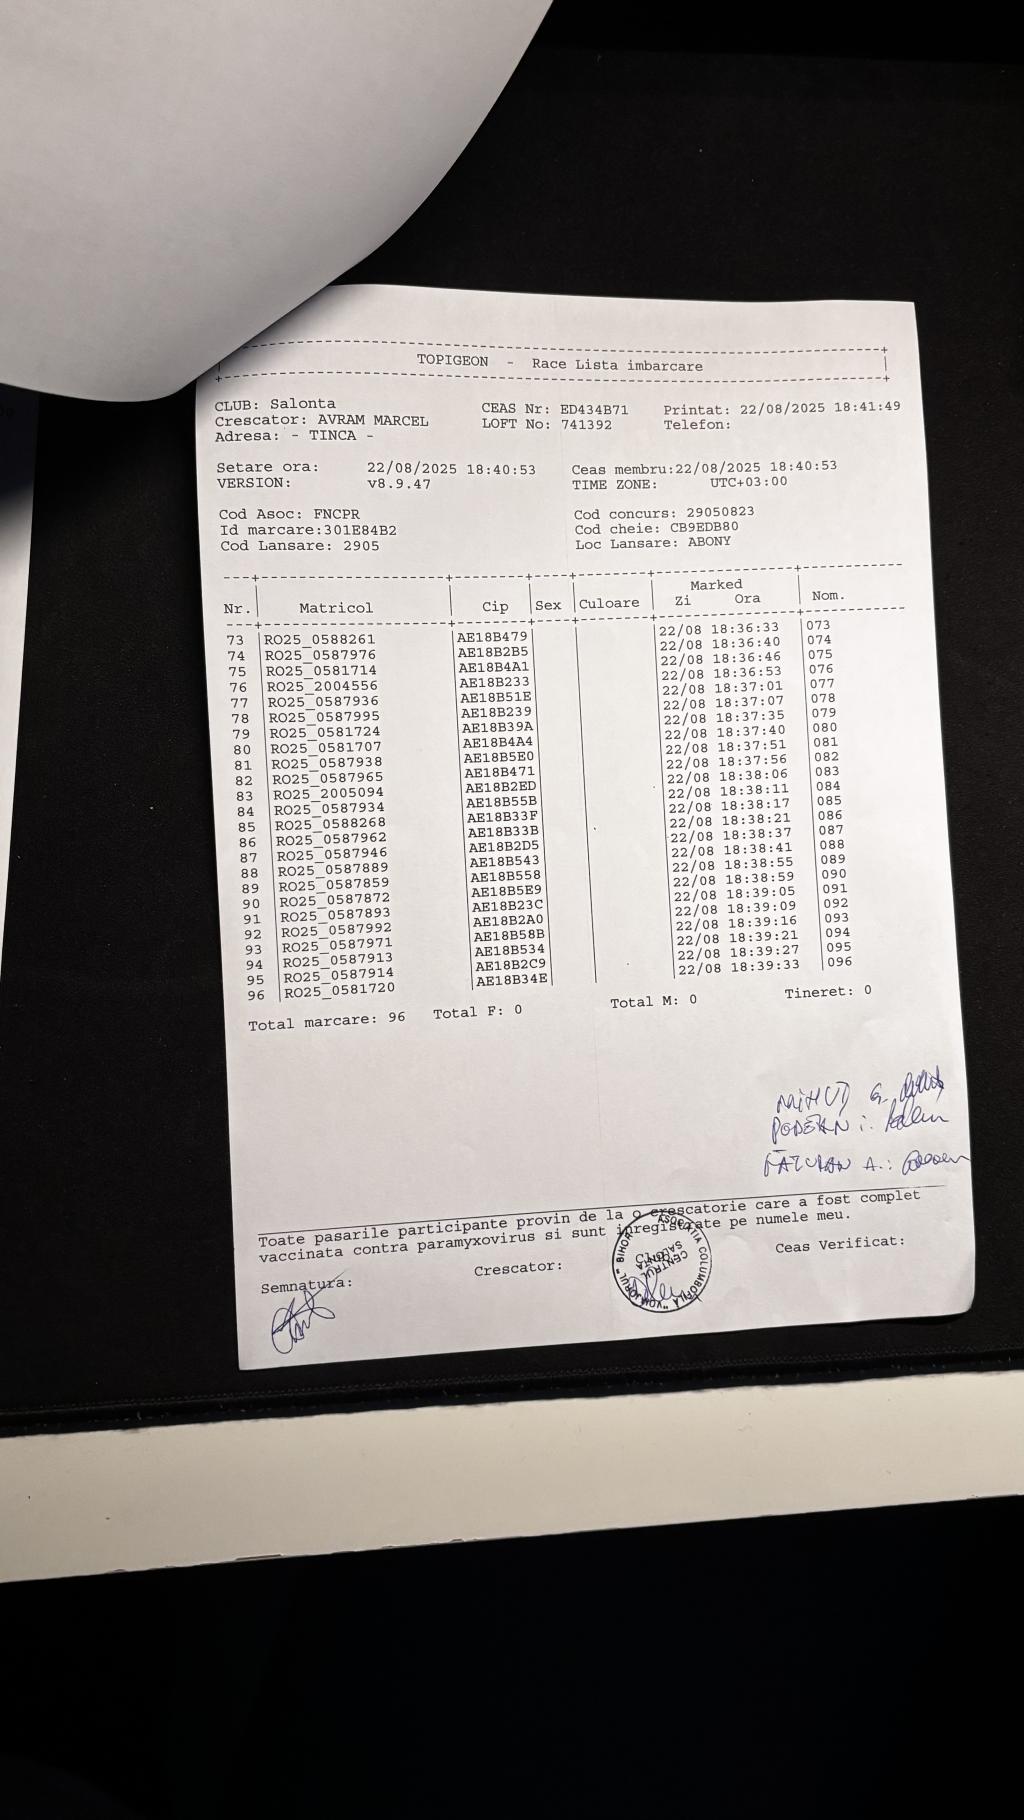 TOPIGEON - Race Lista imbarcare
CLUB: Salonta
Crescator: AVRAM MARCEL
Adresa: - TINCA -
CEAS Nr: ED434B71
LOFT No: 741392
Printat: 22/08/2025 18:41:49
Telefon:
Setare ora: 22/08/2025 18:40:53
VERSION: v8.9.47
Ceas membru:22/08/2025 18:40:53
TIME ZONE: UTC+03:00
Cod Asoc: FNCPR
Id marcare:301E84B2
Cod Lansare: 2905
Cod concurs: 29050823
Cod cheie: CB9EDB80
Loc Lansare: ABONY
Marked
Nr. Matricol Cip Sex Culoare Zi Ora Nom.
73 RO25_0588261 AE18B479 22/08 18:36:33 073
74 RO25_0587976 AE18B2B5 22/08 18:36:40 074
75 RO25_0581714 AE18B4A1 22/08 18:36:46 075
76 RO25_2004556 AE18B233 22/08 18:36:53 076
77 RO25_0587936 AE18B51E 22/08 18:37:01 077
78 RO25_0587995 AE18B239 22/08 18:37:07 078
79 RO25_0581724 AE18B39A 22/08 18:37:35 079
80 RO25_0581707 AE18B4A4 22/08 18:37:40 080
81 RO25_0587938 AE18B5E0 22/08 18:37:51 081
82 RO25_0587965 AE18B471 22/08 18:37:56 082
83 RO25_2005094 AE18B2ED 22/08 18:38:06 083
84 RO25_0587934 AE18B55B 22/08 18:38:11 084
85 RO25_0588268 AE18B33F 22/08 18:38:17 085
86 RO25_0587962 AE18B33B 22/08 18:38:21 086
87 RO25_0587946 AE18B2D5 22/08 18:38:37 087
88 RO25_0587889 AE18B543 22/08 18:38:41 088
89 RO25_0587859 AE18B558 22/08 18:38:55 089
90 RO25_0587872 AE18B5E9 22/08 18:38:59 090
91 RO25_0587893 AE18B23C 22/08 18:39:05 091
92 RO25_0587992 AE18B2A0 22/08 18:39:09 092
93 RO25_0587971 AE18B58B 22/08 18:39:16 093
94 RO25_0587913 AE18B534 22/08 18:39:21 094
95 RO25_0587914 AE18B2C9 22/08 18:39:27 095
96 RO25_0581720 AE18B34E 22/08 18:39:33 096
Total marcare: 96 Total F: 0 Total M: 0 Tineret: 0
Toate pasarile participante provin de la o crescatorie care a fost complet
vaccinata contra paramyxovirus si sunt inregistrate pe numele meu.
Semnatura:
Crescator:
Ceas Verificat:
ASOCIATIA COLUMBOFILA "VOMJORUL" BIHOR
CENTRUL
SALONTA